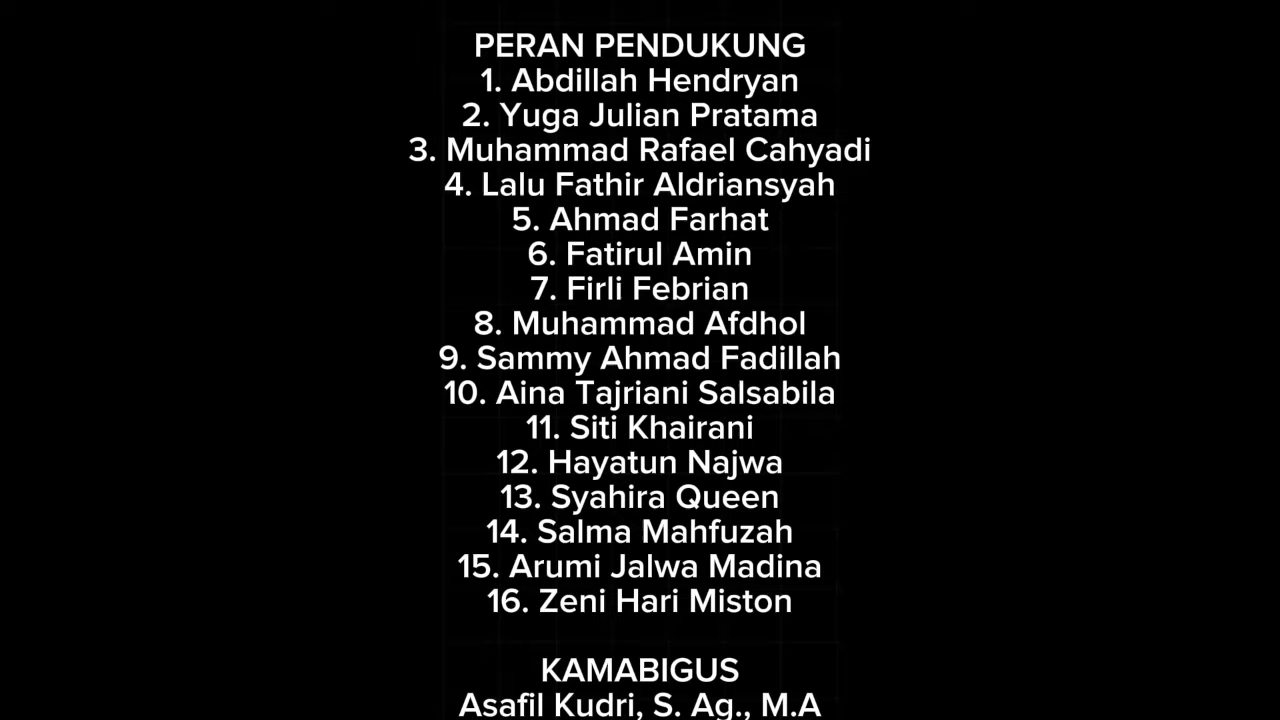 PERAN PENDUKUNG
1. Abdillah Hendryan
2. Yuga Julian Pratama
3. Muhammad Rafael Cahyadi
4. Lalu Fathir Aldriansyah
5. Ahmad Farhat
6. Fatirul Amin
7. Firli Febrian
8. Muhammad Afdhol
9. Sammy Ahmad Fadillah
10. Aina Tajriani Salsabila
11. Siti Khairani
12. Hayatun Najwa
13. Syahira Queen
14. Salma Mahfuzah
15. Arumi Jalwa Madina
16. Zeni Hari Miston
KAMABIGUS
Asafil Kudri, S. Ag., M.A